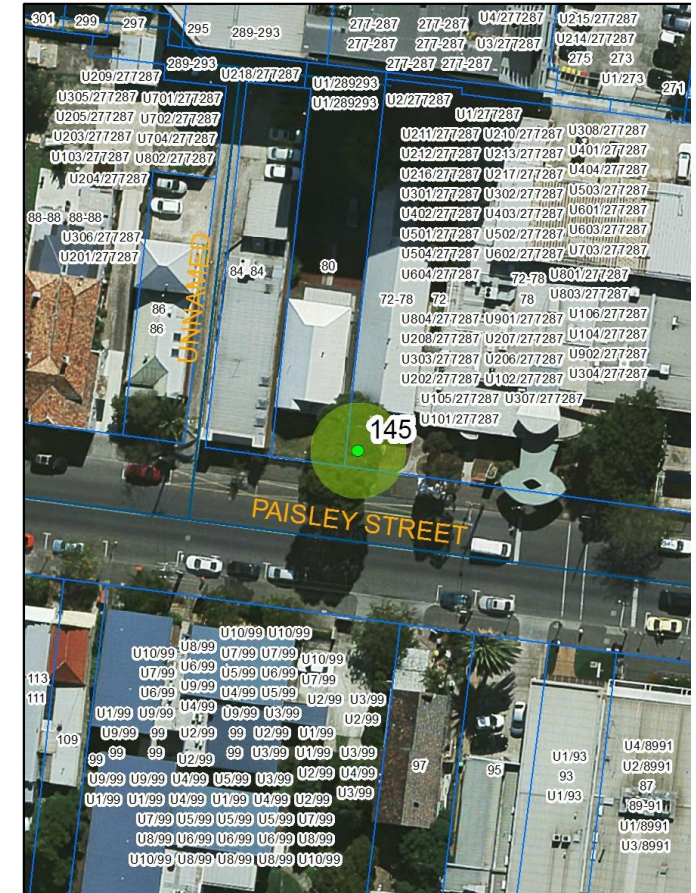 301 299 297 295 289-293 277-287 277-287 U4/277287 U215/277287
277-287 277-287 U3/277287 U214/277287
289-293 277-287 277-287 275 273
U209/277287 U218/277287 U1/289293 U1/273 271
U305/277287 U701/277287 U1/289293 U2/277287
U205/277287 U702/277287 U1/277287
U203/277287 U704/277287 U211/277287 U210/277287 U308/277287
U103/277287 U802/277287 U212/277287 U213/277287 U401/277287
U204/277287 U216/277287 U217/277287 U404/277287
U301/277287 U302/277287 U503/277287
88-88 88-88 U402/277287 U403/277287 U601/277287
U306/277287 U501/277287 U502/277287 U603/277287
U201/277287 U504/277287 U602/277287 U703/277287
84 84 80 U604/277287 72-78 U801/277287
72-78 72 78 U803/277287
86 U804/277287 U901/277287 U106/277287
86 U208/277287 U207/277287 U104/277287
UNNAMED U303/277287 U206/277287 U902/277287
U202/277287 U102/277287 U304/277287
U105/277287 U307/277287
U101/277287
145
PAISLEY STREET
U10/99 U10/99
U10/99 U8/99 U7/99 U7/99 U10/99
U7/99 U6/99 U5/99 U6/99 U7/99
U6/99 U9/99 U4/99 U5/99 U2/99 U3/99
U1/99 U9/99 U4/99 U9/99 U3/99 U2/99
U9/99 99 U2/99 99 U2/99 U1/99
99 99 99 U3/99 U1/99 U3/99
99 U2/99 U2/99 U4/99
U9/99 U9/99 U4/99 U5/99 U3/99 U3/99
U1/99 U1/99 U4/99 U1/99 U4/99 U2/99
U7/99 U5/99 U5/99 U5/99 U7/99
U8/99 U6/99 U6/99 U6/99 U8/99
U10/99 U8/99 U8/99 U8/99 U10/99
113
111
109
97
95
U1/93
93
U1/93
U4/8991
U2/8991
87
89-91
U1/8991
U3/8991